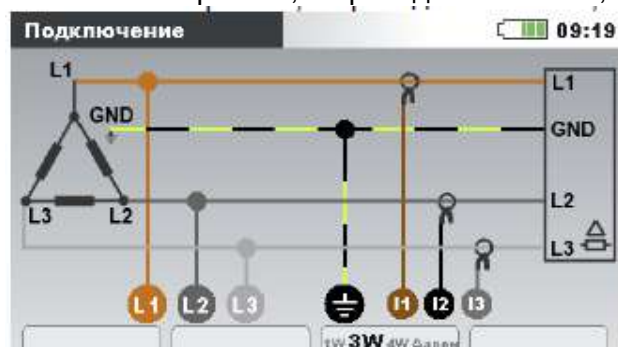 Подключение 09:19
L1 L1
GND GND
L3 L2 L2
L3
L1 L2 L3 I1 I2 I3
1W 3W 4W